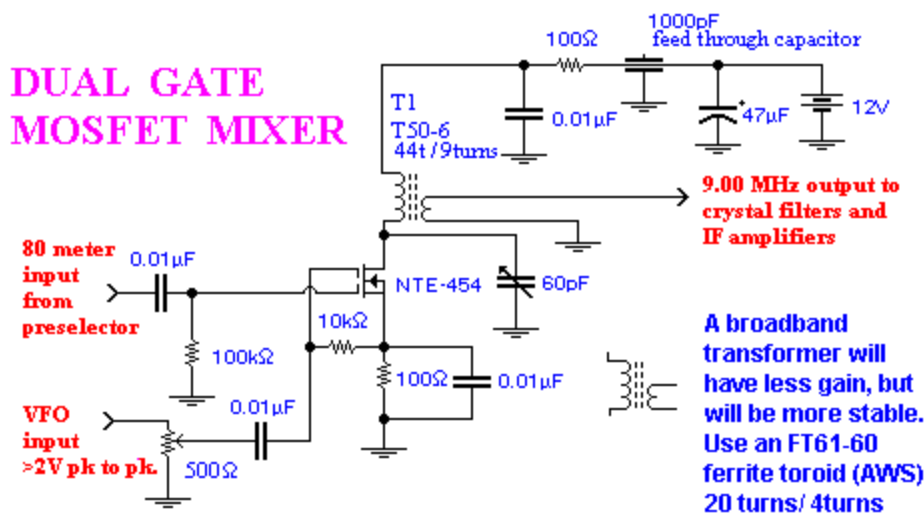 DUAL GATE
MOSFET MIXER
1000pF
feed through capacitor
100Ω
0.01µF
+
47µF
12V
T1
T50-6
44t / 9turns
9.00 MHz output to
crystal filters and
IF amplifiers
80 meter
input
from
preselector
0.01µF
NTE-454
60pF
10kΩ
100kΩ
100Ω
0.01µF
VFO
input
>2V pk to pk.
0.01µF
500Ω
A broadband
transformer will
have less gain, but
will be more stable.
Use an FT61-60
ferrite toroid (AWS)
20 turns/ 4turns